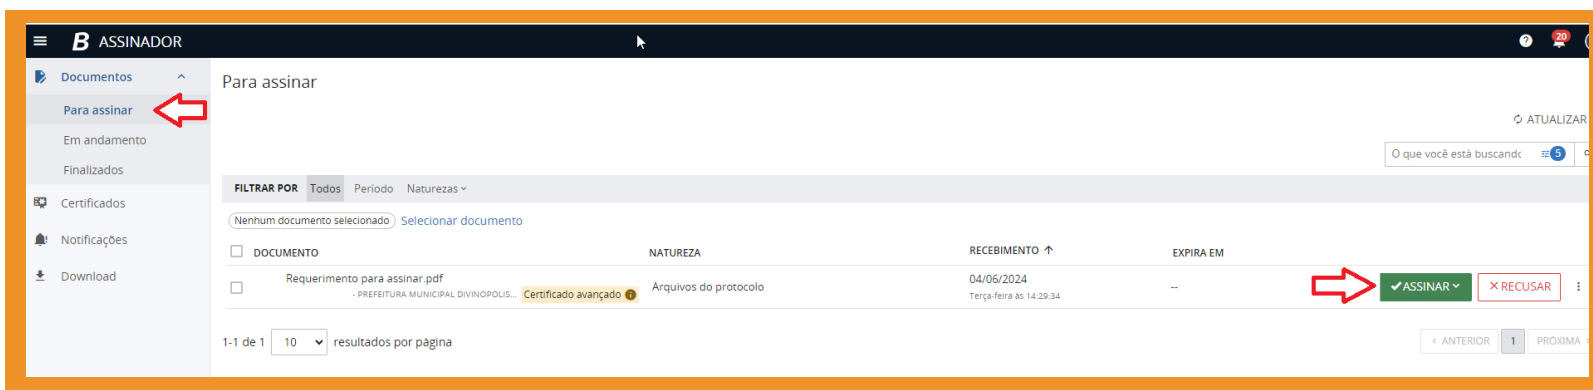 B ASSINADOR
20
Documentos
Para assinar
Em andamento
Finalizados
Certificados
Notificações
Download
Para assinar
ATUALIZAR
O que você está buscando
5
FILTRAR POR Todos Período Naturezas
Nenhum documento selecionado Selecionar documento
DOCUMENTO NATUREZA RECEBIMENTO EXPIRA EM
Requerimento para assinar.pdf
- PREFEITURA MUNICIPAL DIVINOPOLIS... Certificado avançado
Arquivos do protocolo
04/06/2024
Terça-feira às 14:29:34
--
ASSINAR
RECUSAR
1-1 de 1 10 resultados por página
< ANTERIOR 1 PRÓXIMA >